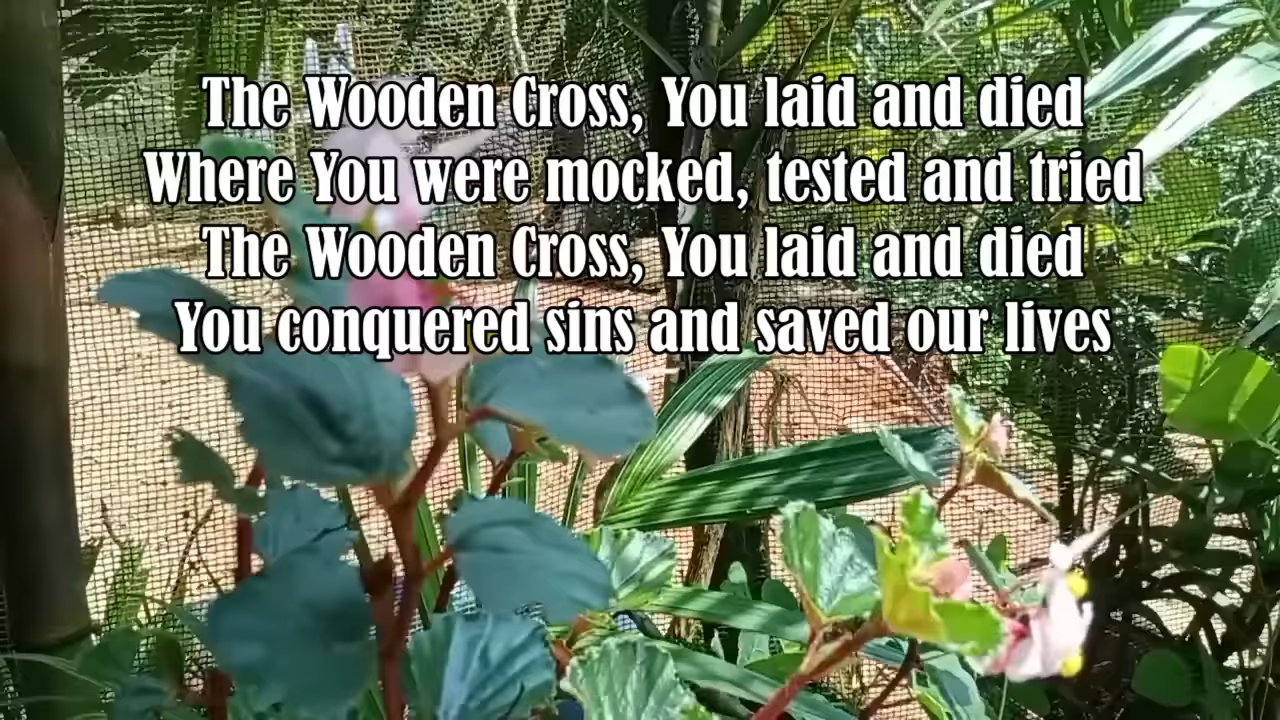 The Wooden Cross, You laid and died
Where You were mocked, tested and tried
The Wooden Cross, You laid and died
You conquered sins and saved our lives